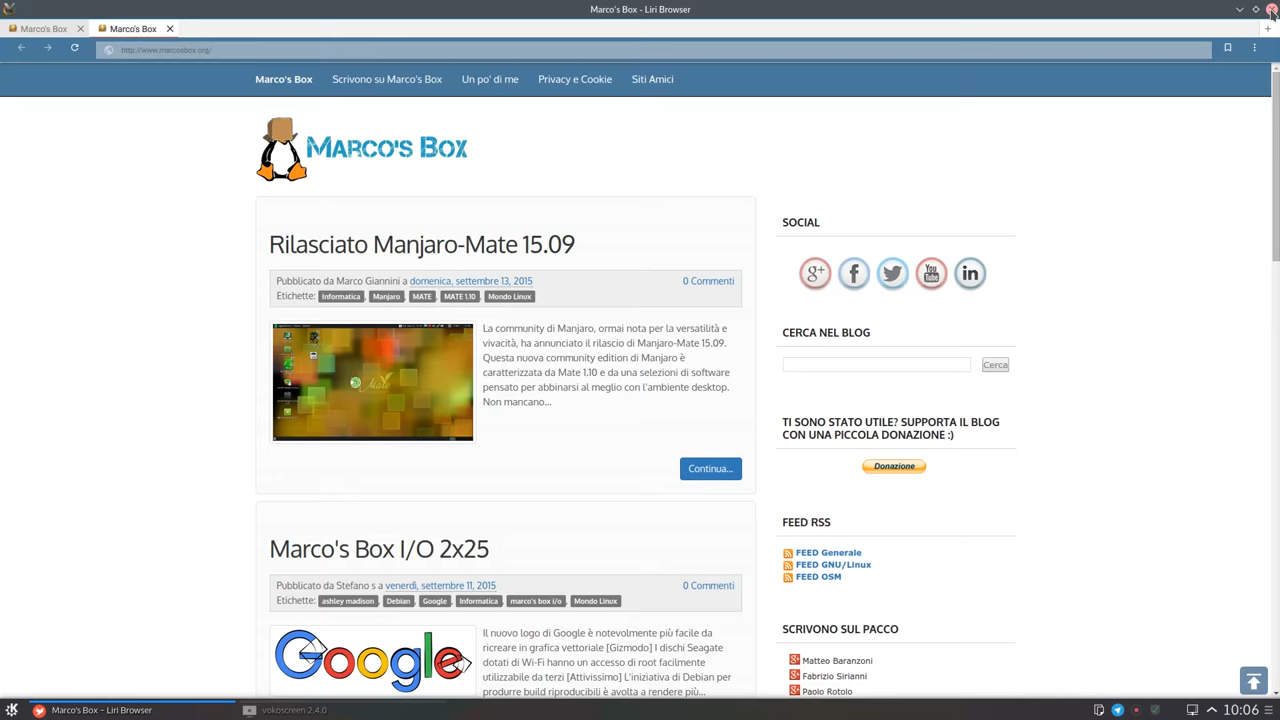 Marco's Box - Liri Browser
Marco's Box
Marco's Box
http://www.marcosbox.org/
Marco's Box
Scrivono su Marco's Box
Un po' di me
Privacy e Cookie
Siti Amici
Marco's Box
Rilasciato Manjaro-Mate 15.09
Pubblicato da Marco Giannini a domenica, settembre 13, 2015
0 Commenti
Etichette: Informatica, Manjaro, MATE, MATE 1.10, Mondo Linux
La community di Manjaro, ormai nota per la versatilità e
vivacità, ha annunciato il rilascio di Manjaro-Mate 15.09.
Questa nuova community edition di Manjaro è
caratterizzata da Mate 1.10 e da una selezioni di software
pensato per abbinarsi al meglio con l'ambiente desktop.
Non mancano...
Continua...
Marco's Box I/O 2x25
Pubblicato da Stefano s a venerdì, settembre 11, 2015
0 Commenti
Etichette: ashley madison, Debian, Google, Informatica, marco's box i/o, Mondo Linux
Google
Il nuovo logo di Google è notevolmente più facile da
ricreare in grafica vettoriale [Gizmodo] I dischi Seagate
dotati di Wi-Fi hanno un accesso di root facilmente
utilizzabile da terzi [Attivissimo] L'iniziativa di Debian per
produrre build riproducibili è avolta a rendere più...
SOCIAL
g+
f
You
Tube
in
CERCA NEL BLOG
Cerca
TI SONO STATO UTILE? SUPPORTA IL BLOG
CON UNA PICCOLA DONAZIONE :)
Donazione
FEED RSS
FEED Generale
FEED GNU/Linux
FEED OSM
SCRIVONO SUL PACCO
Matteo Baranzoni
Fabrizio Sirianni
Paolo Rotolo
Marco's Box – Liri Browser
vokoscreen 2.4.0
10:06